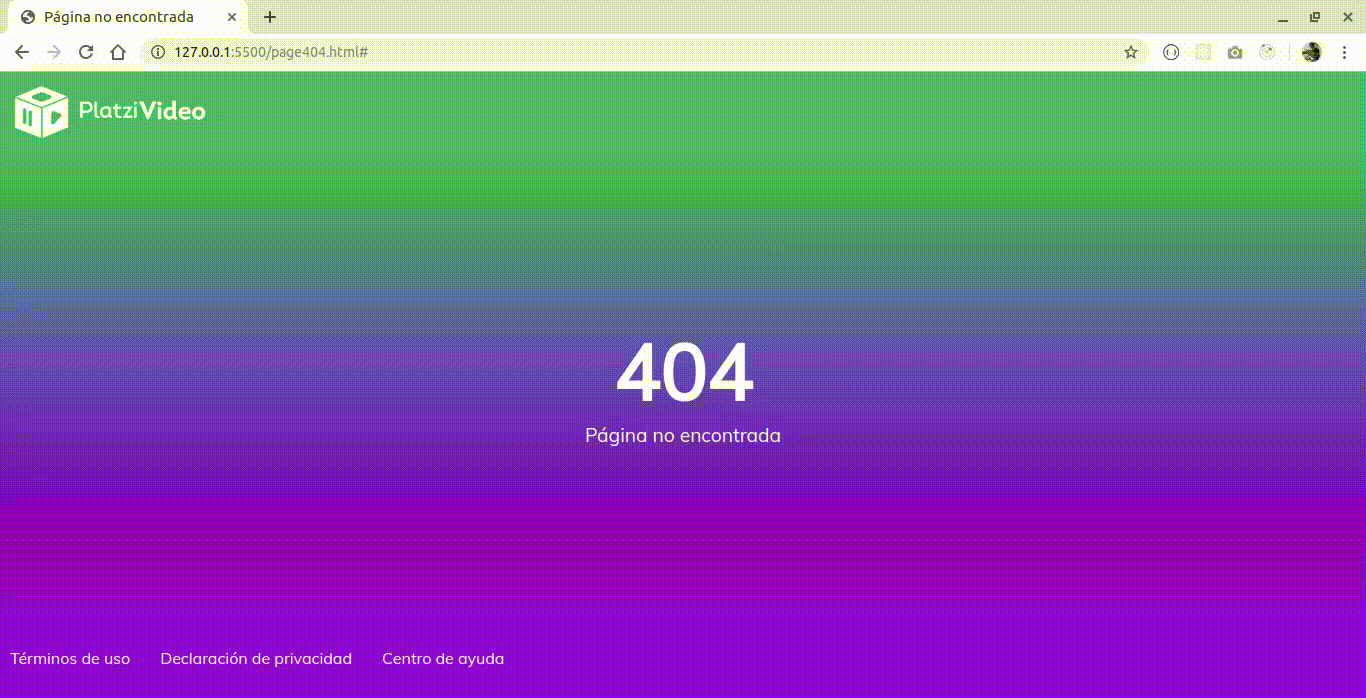 Página no encontrada
127.0.0.1:5500/page404.html#
PlatziVideo
404
Página no encontrada
Términos de uso Declaración de privacidad Centro de ayuda